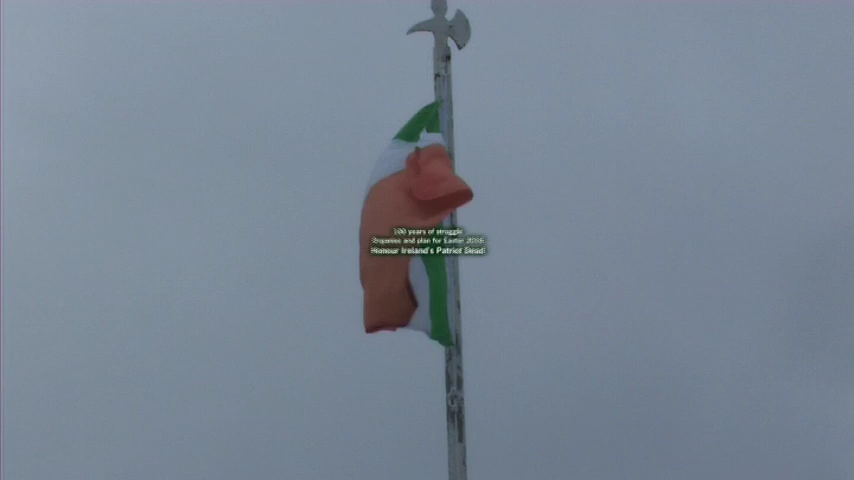 100 years of struggle
Organise and plan for Easter 2016
Honour Ireland's Patriot Dead!